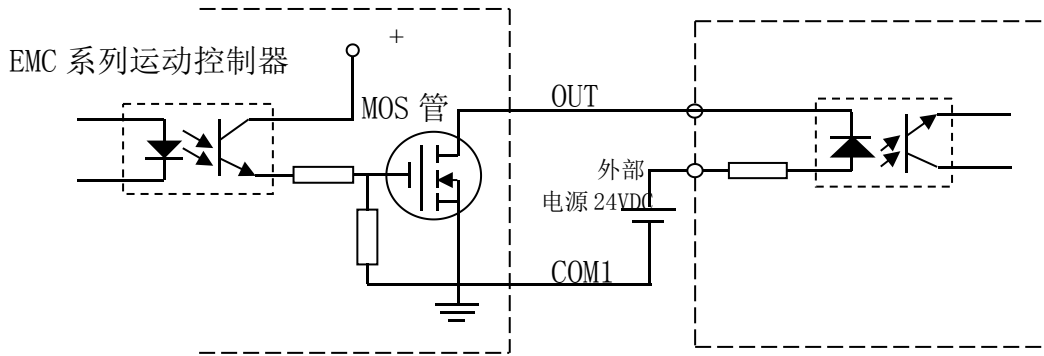 +
EMC 系列运动控制器
MOS 管
OUT
外部
电源 24VDC
COM1